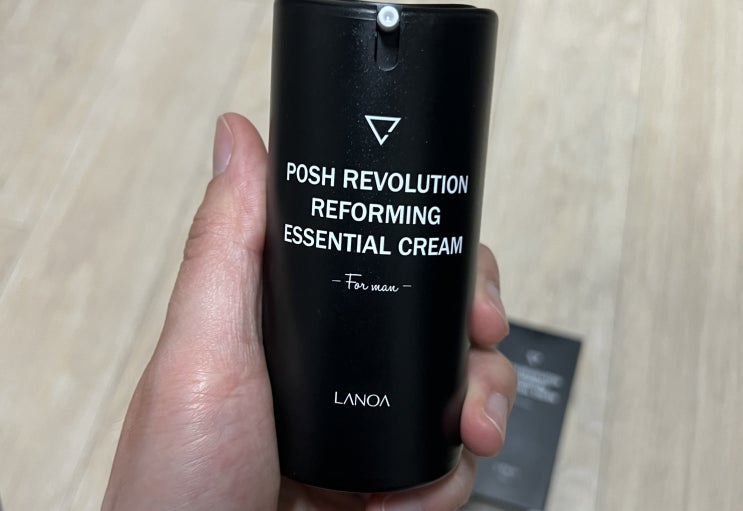 POSH REVOLUTION
REFORMING
ESSENTIAL CREAM
– For man –
LANOA